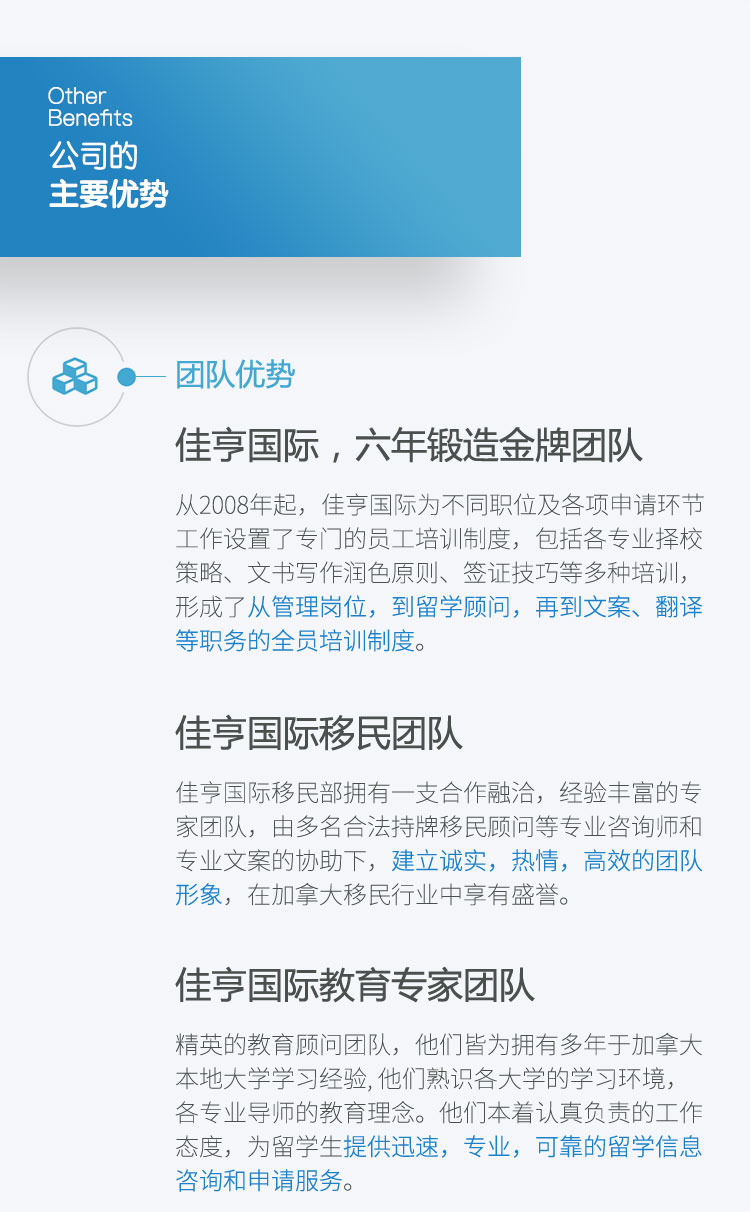 Other
Benefits
公司的
主要优势
团队优势
佳亨国际，六年锻造金牌团队
从2008年起，佳亨国际为不同职位及各项申请环节
工作设置了专门的员工培训制度，包括各专业择校
策略、文书写作润色原则、签证技巧等多种培训，
形成了从管理岗位，到留学顾问，再到文案、翻译
等职务的全员培训制度。
佳亨国际移民团队
佳亨国际移民部拥有一支合作融洽，经验丰富的专
家团队，由多名合法持牌移民顾问等专业咨询师和
专业文案的协助下，建立诚实，热情，高效的团队
形象，在加拿大移民行业中享有盛誉。
佳亨国际教育专家团队
精英的教育顾问团队，他们皆为拥有多年于加拿大
本地大学学习经验, 他们熟识各大学的学习环境，
各专业导师的教育理念。他们本着认真负责的工作
态度，为留学生提供迅速，专业，可靠的留学信息
咨询和申请服务。